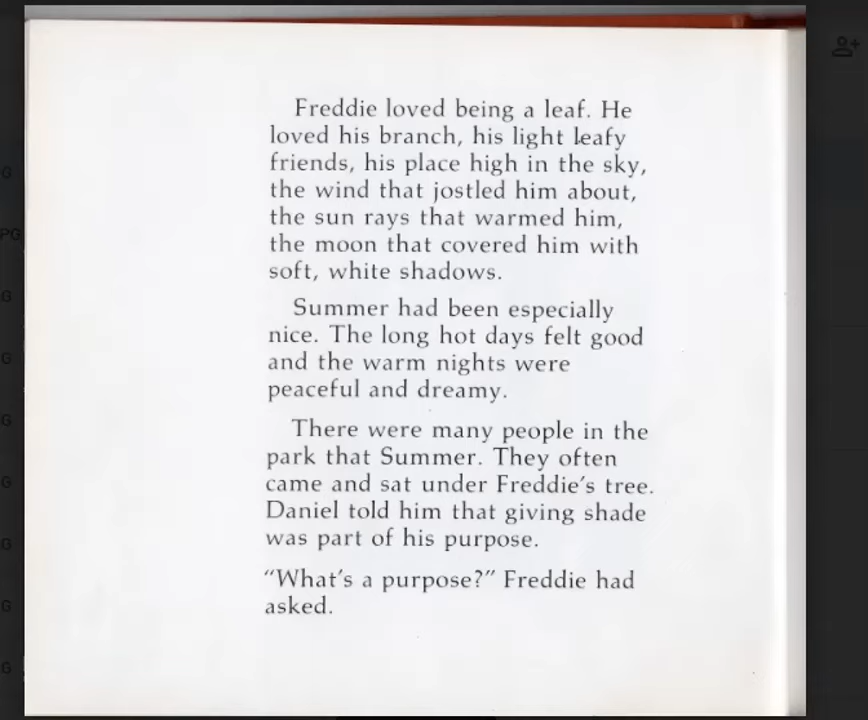 Freddie loved being a leaf. He
loved his branch, his light leafy
friends, his place high in the sky,
the wind that jostled him about,
the sun rays that warmed him,
the moon that covered him with
soft, white shadows.
Summer had been especially
nice. The long hot days felt good
and the warm nights were
peaceful and dreamy.
There were many people in the
park that Summer. They often
came and sat under Freddie's tree.
Daniel told him that giving shade
was part of his purpose.
"What's a purpose?" Freddie had
asked.
G
PG
G
G
G
G
G
G
G